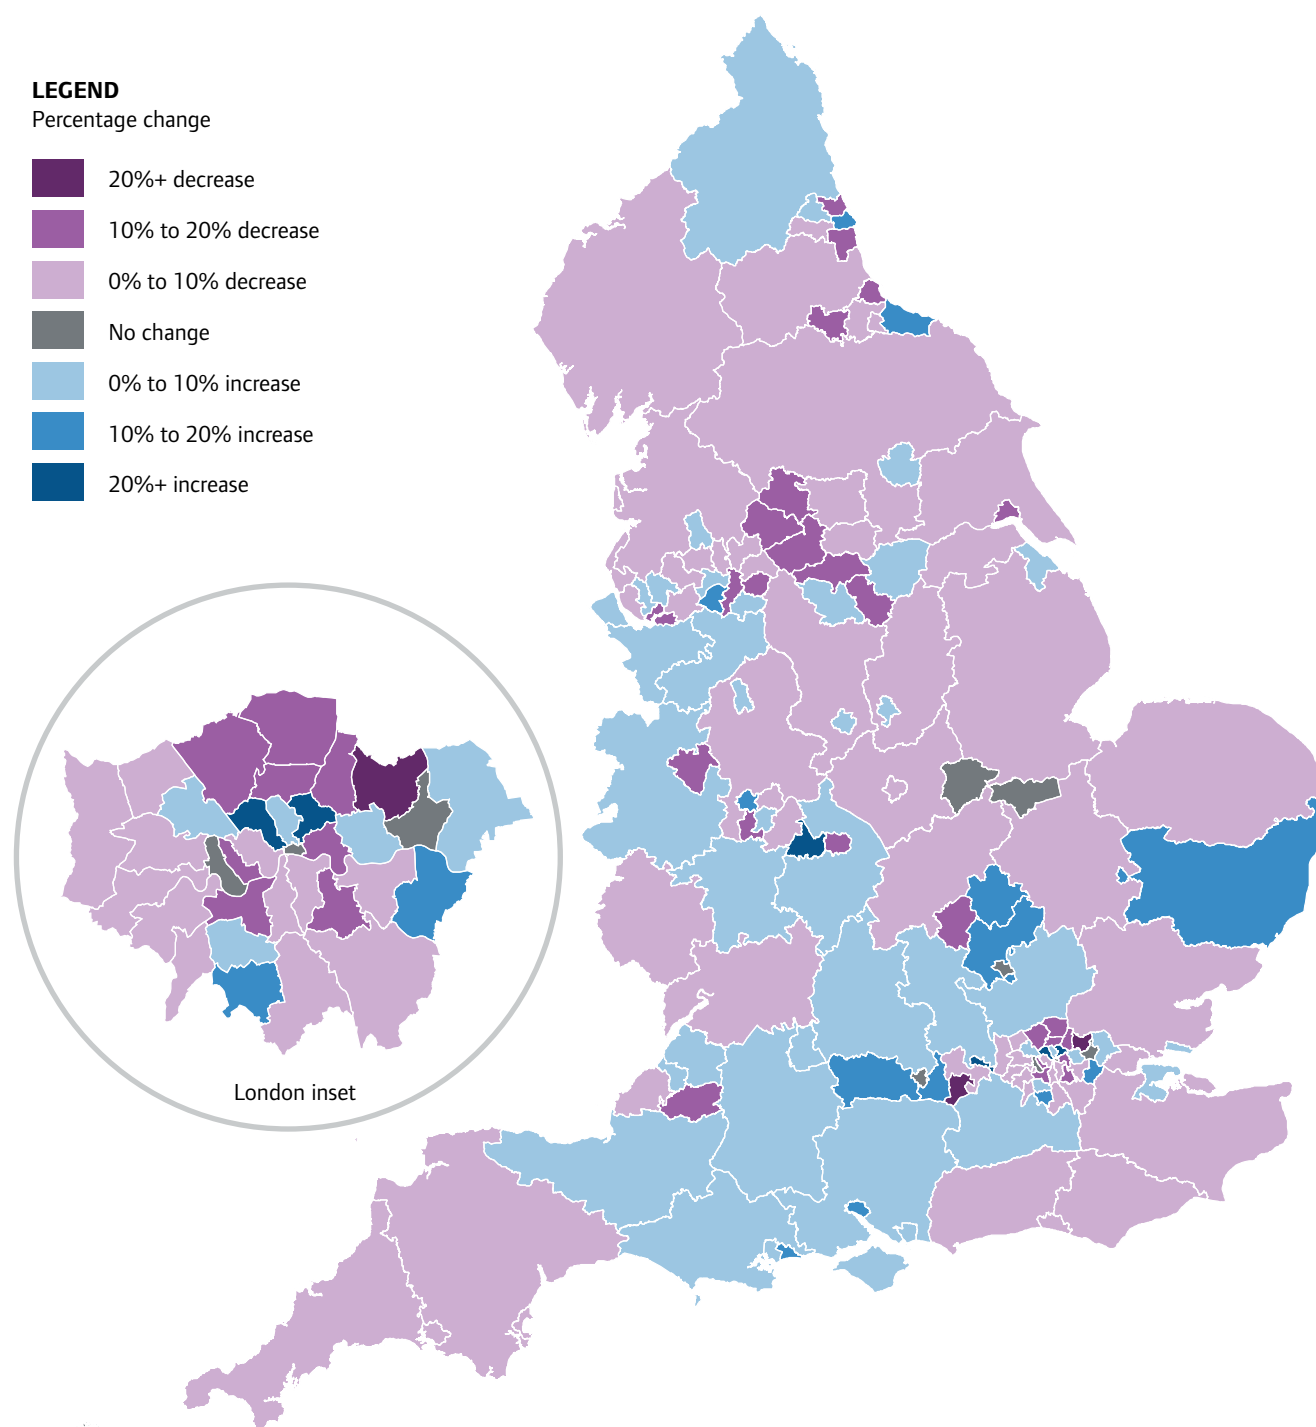 LEGEND
Percentage change
20%+ decrease
10% to 20% decrease
0% to 10% decrease
No change
0% to 10% increase
10% to 20% increase
20%+ increase
London inset